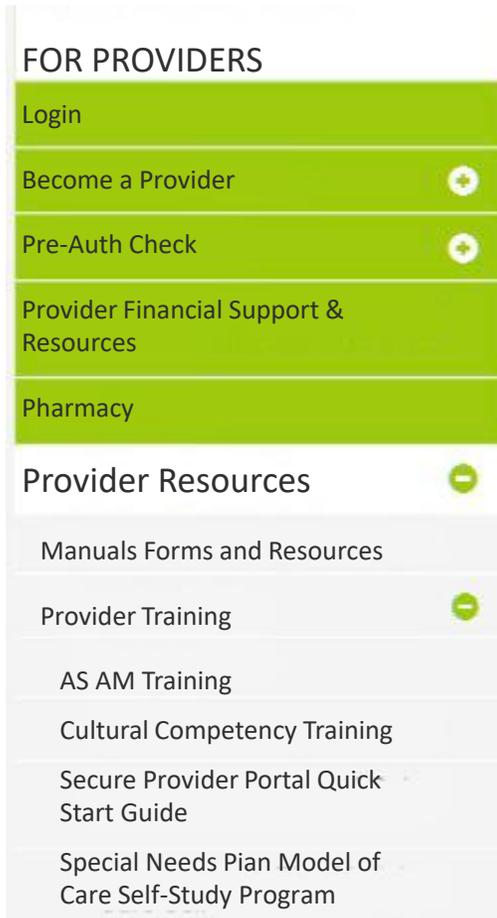 FOR PROVIDERS
Login
Become a Provider
Pre-Auth Check
Provider Financial Support &
Resources
Pharmacy
Provider Resources
Manuals Forms and Resources
Provider Training
AS AM Training
Cultural Competency Training
Secure Provider Portal Quick
Start Guide
Special Needs Plan Model of
Care Self-Study Program